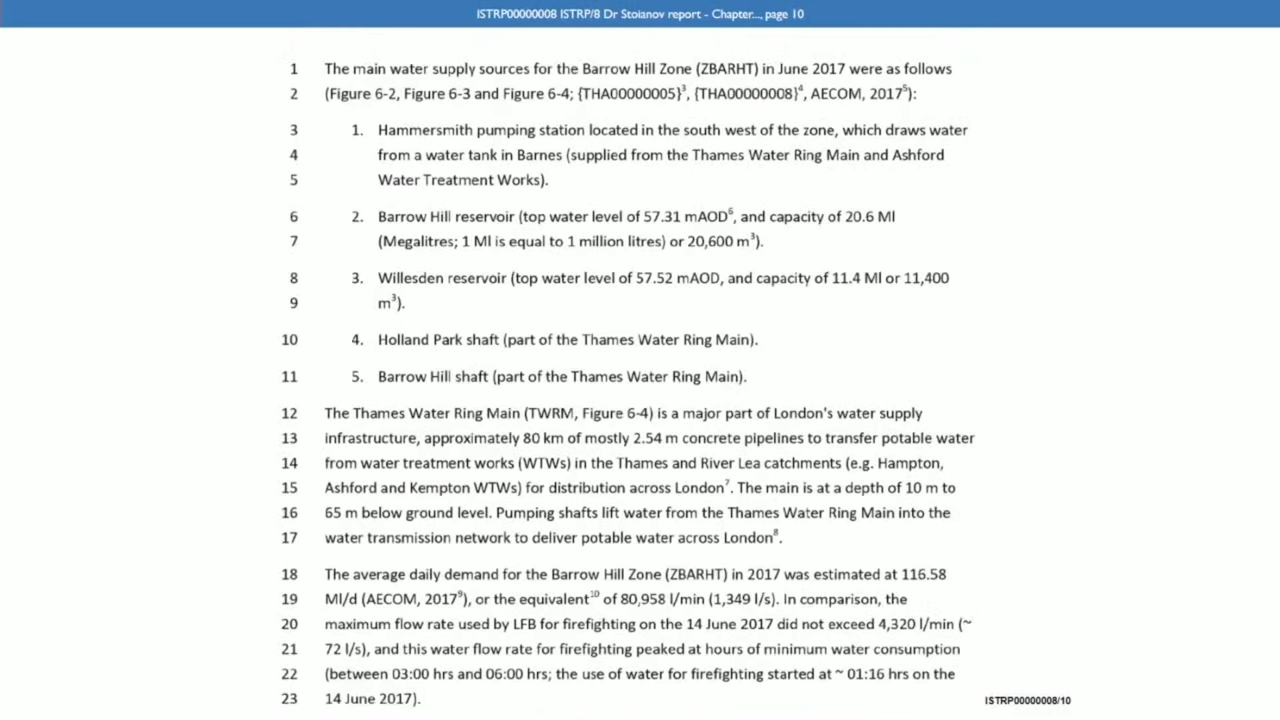 ISTRP00000008 ISTRP/8 Dr Stoianov report - Chapter..., page 10
1 The main water supply sources for the Barrow Hill Zone (ZBARHT) in June 2017 were as follows
2 (Figure 6-2, Figure 6-3 and Figure 6-4; {THA00000005}³, {THA00000008}⁴, AECOM, 2017⁵):
3 1. Hammersmith pumping station located in the south west of the zone, which draws water
4 from a water tank in Barnes (supplied from the Thames Water Ring Main and Ashford
5 Water Treatment Works).
6 2. Barrow Hill reservoir (top water level of 57.31 mAOD⁶, and capacity of 20.6 Ml
7 (Megalitres; 1 Ml is equal to 1 million litres) or 20,600 m³).
8 3. Willesden reservoir (top water level of 57.52 mAOD, and capacity of 11.4 Ml or 11,400
9 m³).
10 4. Holland Park shaft (part of the Thames Water Ring Main).
11 5. Barrow Hill shaft (part of the Thames Water Ring Main).
12 The Thames Water Ring Main (TWRM, Figure 6-4) is a major part of London's water supply
13 infrastructure, approximately 80 km of mostly 2.54 m concrete pipelines to transfer potable water
14 from water treatment works (WTWs) in the Thames and River Lea catchments (e.g. Hampton,
15 Ashford and Kempton WTWs) for distribution across London⁷. The main is at a depth of 10 m to
16 65 m below ground level. Pumping shafts lift water from the Thames Water Ring Main into the
17 water transmission network to deliver potable water across London⁸.
18 The average daily demand for the Barrow Hill Zone (ZBARHT) in 2017 was estimated at 116.58
19 Ml/d (AECOM, 2017⁹), or the equivalent¹⁰ of 80,958 l/min (1,349 l/s). In comparison, the
20 maximum flow rate used by LFB for firefighting on the 14 June 2017 did not exceed 4,320 l/min (~
21 72 l/s), and this water flow rate for firefighting peaked at hours of minimum water consumption
22 (between 03:00 hrs and 06:00 hrs; the use of water for firefighting started at ~ 01:16 hrs on the
23 14 June 2017).
ISTRP00000008/10